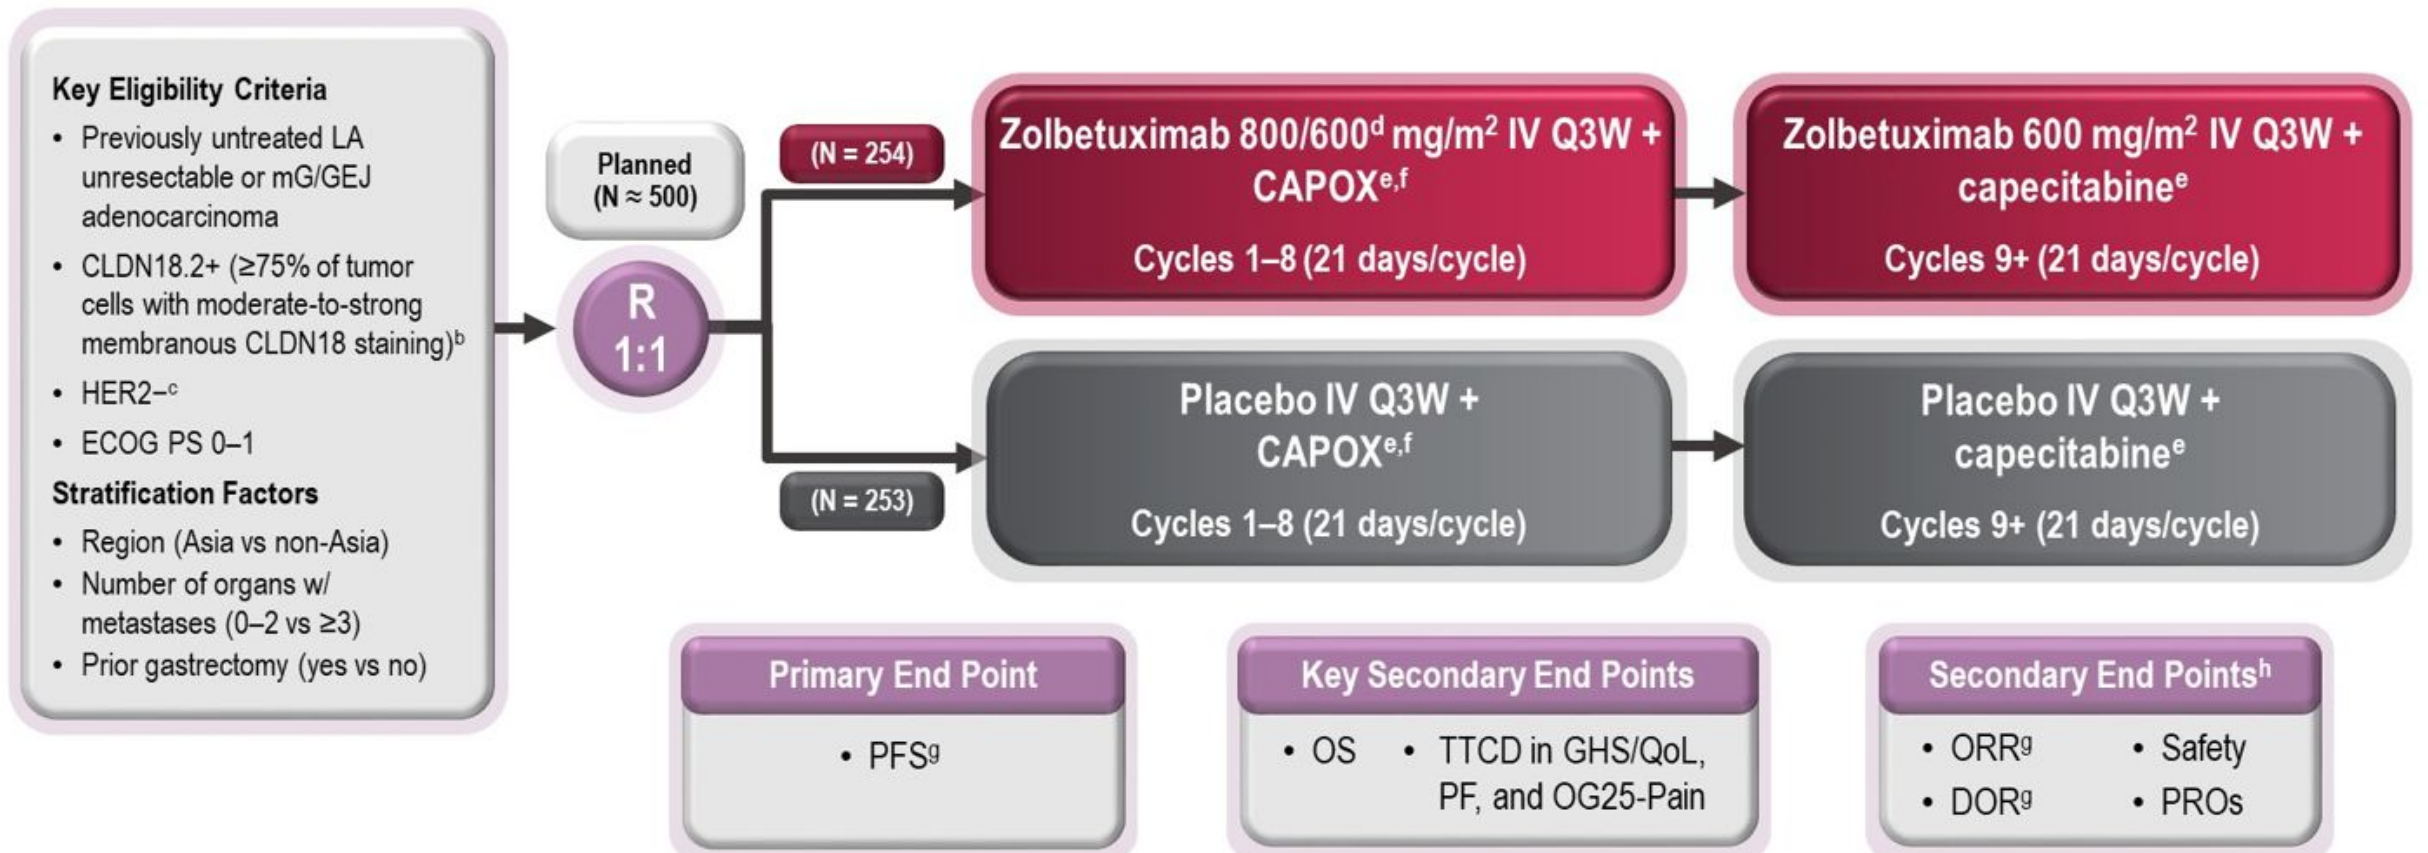 Key Eligibility Criteria
• Previously untreated LA
unresectable or mG/GEJ
adenocarcinoma
• CLDN18.2+ (≥75% of tumor
cells with moderate-to-strong
membranous CLDN18 staining)ᵇ
• HER2–ᶜ
• ECOG PS 0–1
Stratification Factors
• Region (Asia vs non-Asia)
• Number of organs w/
metastases (0–2 vs ≥3)
• Prior gastrectomy (yes vs no)
Planned
(N ≈ 500)
R
1:1
(N = 254)
Zolbetuximab 800/600ᵈ mg/m² IV Q3W +
CAPOXᵉ,ᶠ
Cycles 1–8 (21 days/cycle)
Zolbetuximab 600 mg/m² IV Q3W +
capecitabineᵉ
Cycles 9+ (21 days/cycle)
(N = 253)
Placebo IV Q3W +
CAPOXᵉ,ᶠ
Cycles 1–8 (21 days/cycle)
Placebo IV Q3W +
capecitabineᵉ
Cycles 9+ (21 days/cycle)
Primary End Point
• PFSᵍ
Key Secondary End Points
• OS • TTCD in GHS/QoL,
PF, and OG25-Pain
Secondary End Pointsʰ
• ORRᵍ • Safety
• DORᵍ • PROs